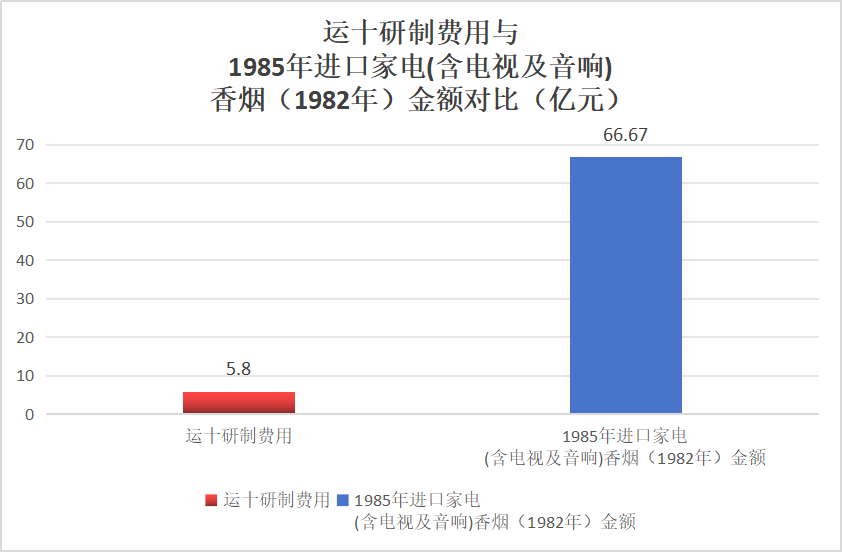 运十研制费用与
1985年进口家电(含电视及音响)
香烟（1982年）金额对比（亿元）
70
60
50
40
30
20
10
0
5.8
66.67
运十研制费用
1985年进口家电
(含电视及音响)香烟（1982年）金额
运十研制费用
1985年进口家电
(含电视及音响)香烟（1982年）金额